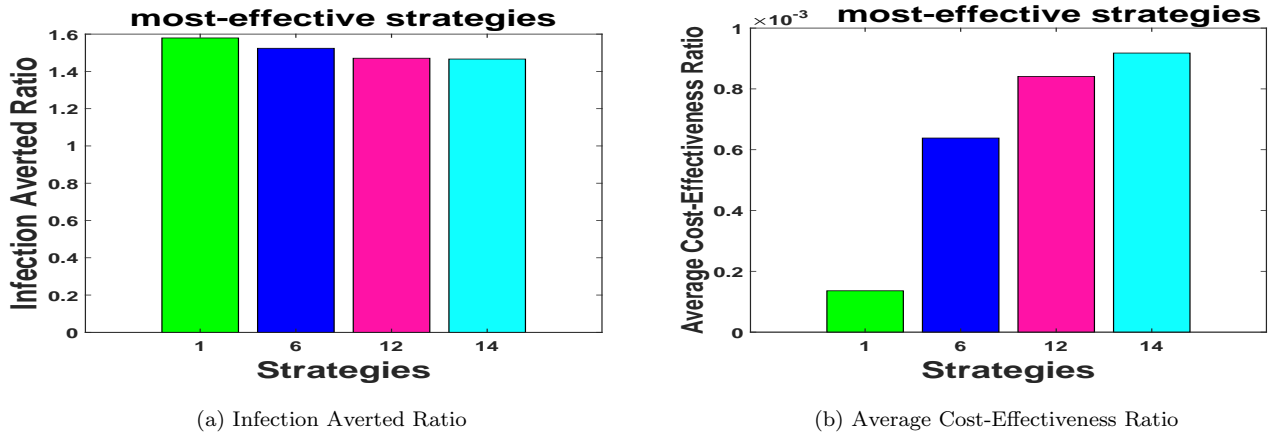 most-effective strategies
1.6
1.4
1.2
1
0.8
0.6
0.4
0.2
0
Infection Averted Ratio
1 6 12 14
Strategies
(a) Infection Averted Ratio
×10⁻³ most-effective strategies
1
0.8
0.6
0.4
0.2
0
Average Cost-Effectiveness Ratio
1 6 12 14
Strategies
(b) Average Cost-Effectiveness Ratio